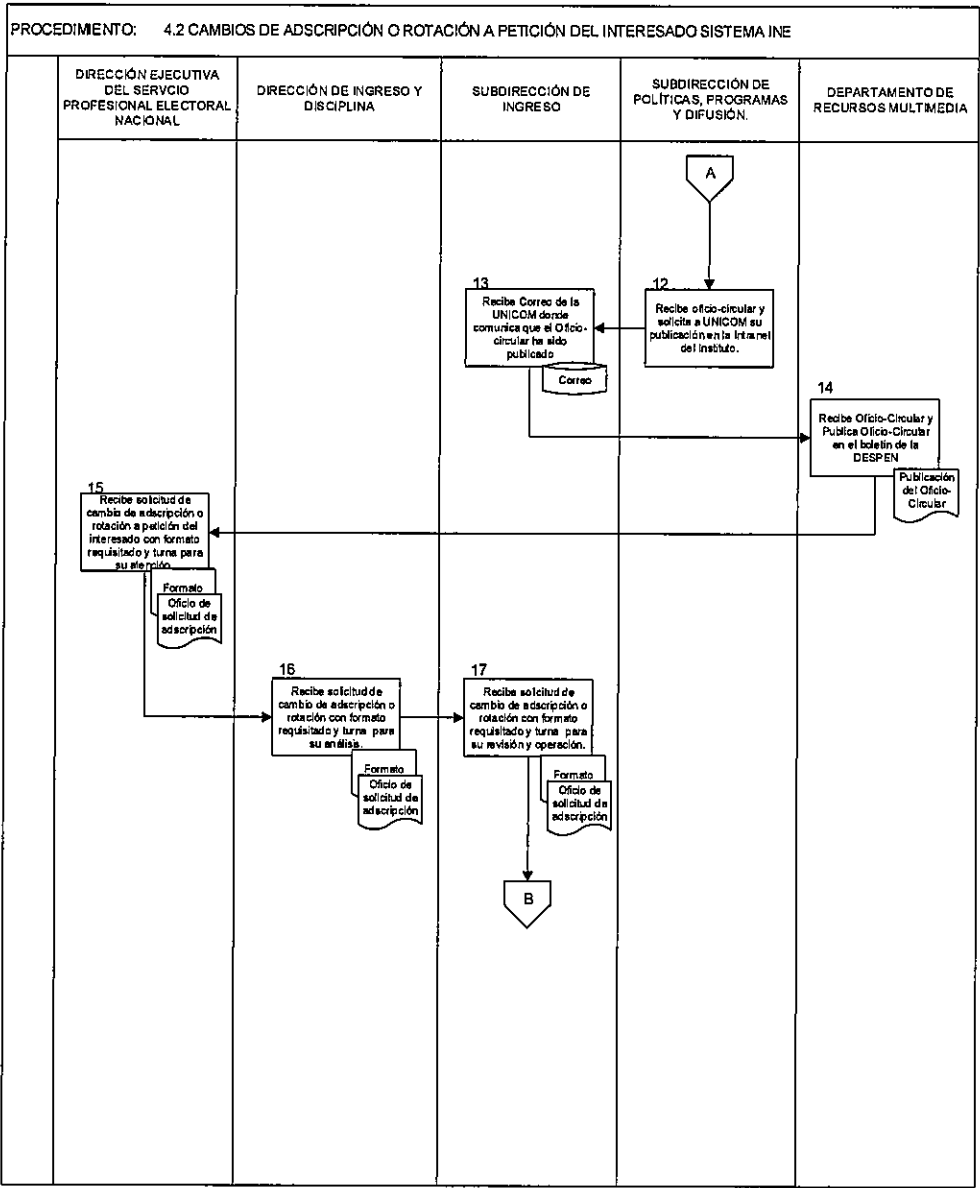 PROCEDIMIENTO: 4.2 CAMBIOS DE ADSCRIPCIÓN O ROTACIÓN A PETICIÓN DEL INTERESADO SISTEMA INE
DIRECCIÓN EJECUTIVA
DEL SERVCIO
PROFESIONAL ELECTORAL
NACIONAL
DIRECCIÓN DE INGRESO Y
DISCIPLINA
SUBDIRECCIÓN DE
INGRESO
SUBDIRECCIÓN DE
POLÍTICAS, PROGRAMAS
Y DIFUSIÓN.
DEPARTAMENTO DE
RECURSOS MULTIMEDIA
A
12
Recibe oficio-circular y
solicita a UNICOM su
publicación en la Intranet
del Instituto.
13
Recibe Correo de la
UNICOM donde
comunica que el Oficio-
circular ha sido
publicado
Correo
14
Recibe Oficio-Circular y
Publica Oficio-Circular
en el boletín de la
DESPEN
Publicación
del Oficio-
Circular
15
Recibe solicitud de
cambio de adscripción o
rotación a petición del
interesado con formato
requisitado y turna para
su atención.
Formato
Oficio de
solicitud de
adscripción
16
Recibe solicitud de
cambio de adscripción o
rotación con formato
requisitado y turna para
su análisis.
Formato
Oficio de
solicitud de
adscripción
17
Recibe solicitud de
cambio de adscripción o
rotación con formato
requisitado y turna para
su revisión y operación.
Formato
Oficio de
solicitud de
adscripción
B